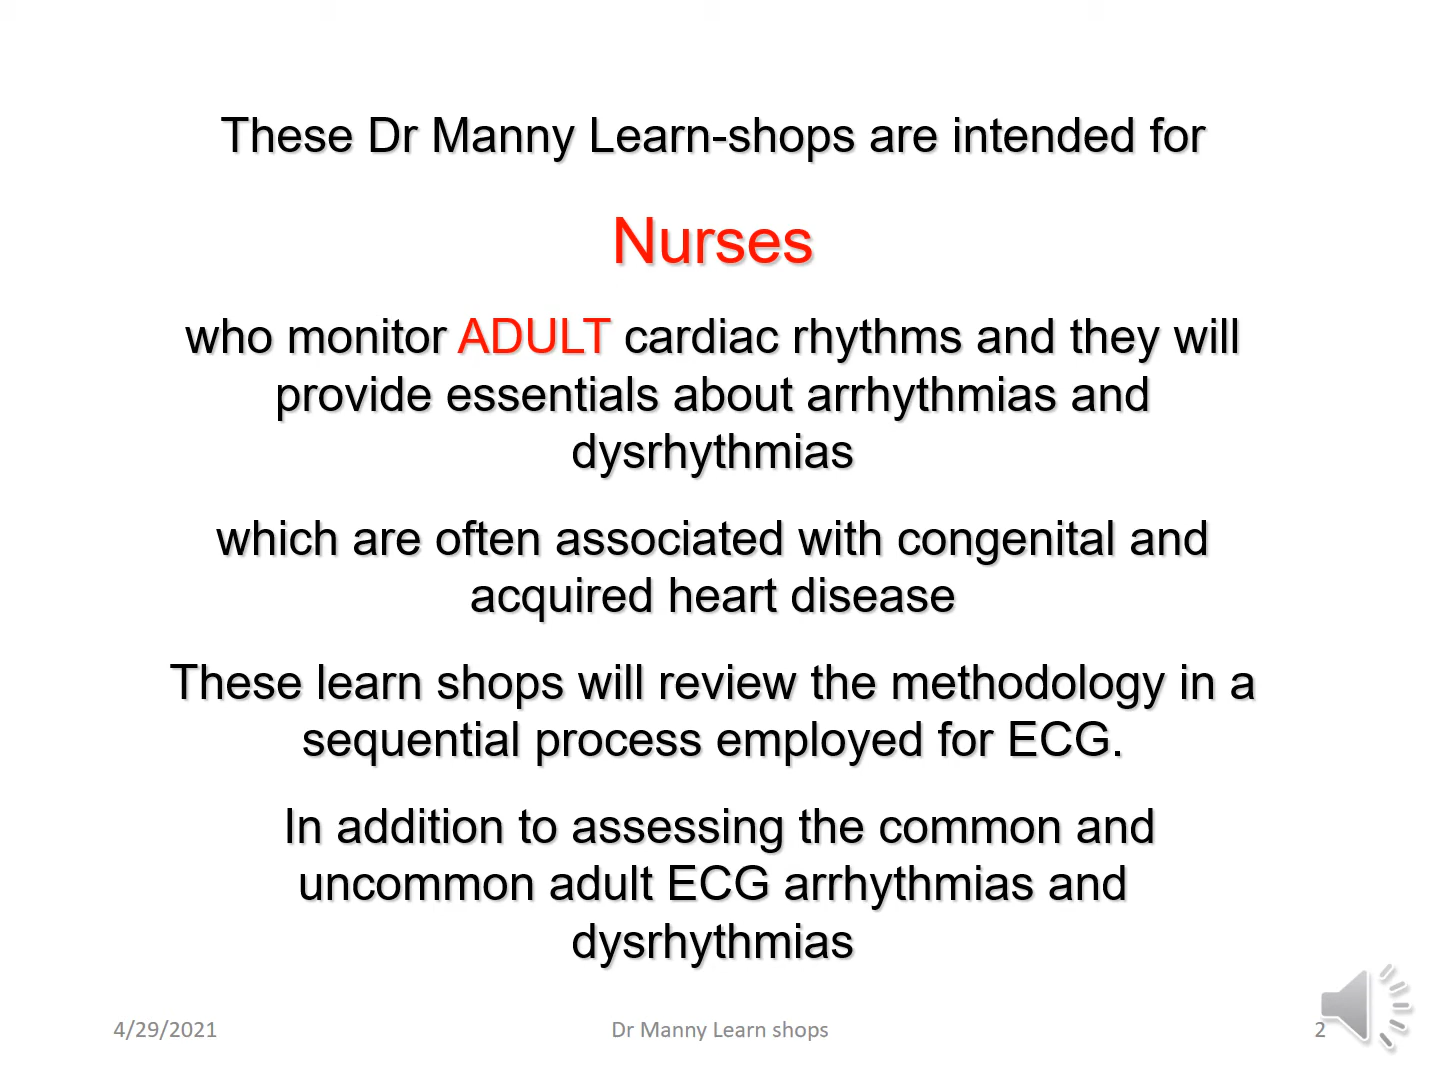 These Dr Manny Learn-shops are intended for
Nurses
who monitor ADULT cardiac rhythms and they will
provide essentials about arrhythmias and
dysrhythmias
which are often associated with congenital and
acquired heart disease
These learn shops will review the methodology in a
sequential process employed for ECG.
In addition to assessing the common and
uncommon adult ECG arrhythmias and
dysrhythmias
4/29/2021
Dr Manny Learn shops
2